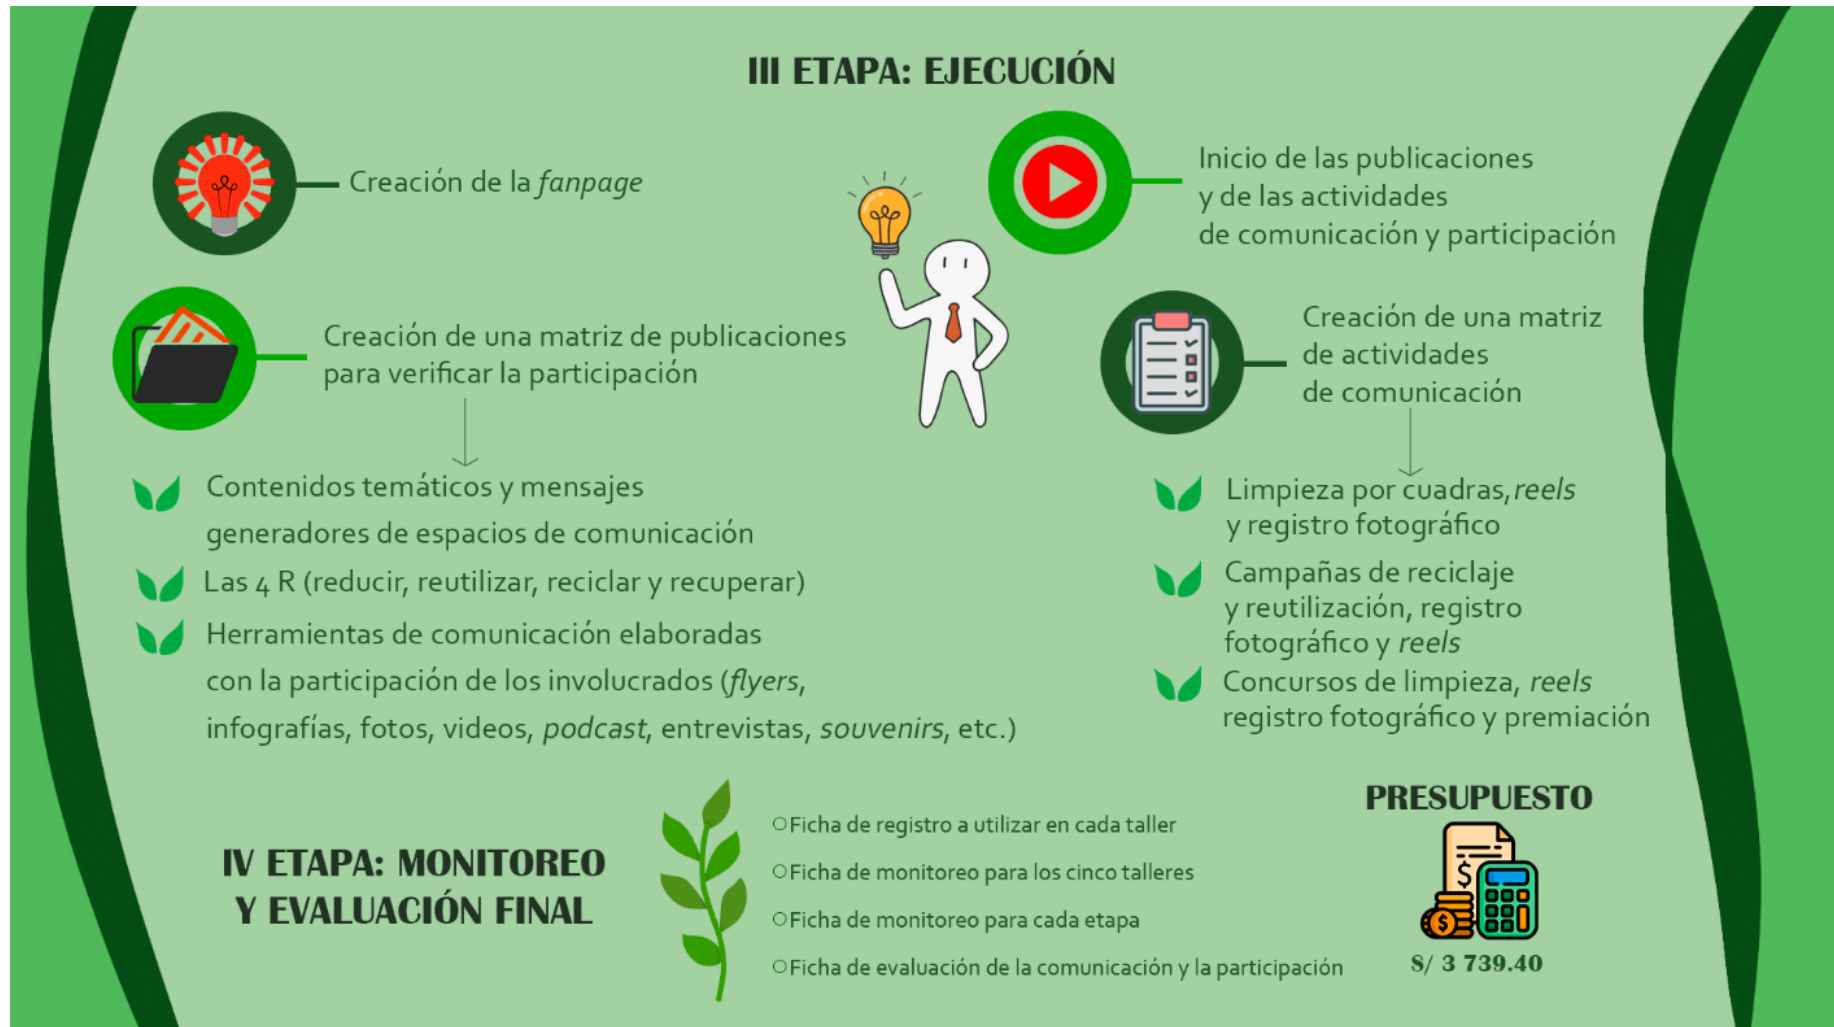 III ETAPA: EJECUCIÓN
Creación de la fanpage
Inicio de las publicaciones
y de las actividades
de comunicación y participación
Creación de una matriz de publicaciones
para verificar la participación
Creación de una matriz
de actividades
de comunicación
Contenidos temáticos y mensajes
generadores de espacios de comunicación
Las 4 R (reducir, reutilizar, reciclar y recuperar)
Herramientas de comunicación elaboradas
con la participación de los involucrados (flyers,
infografías, fotos, videos, podcast, entrevistas, souvenirs, etc.)
Limpieza por cuadras, reels
y registro fotográfico
Campañas de reciclaje
y reutilización, registro
fotográfico y reels
Concursos de limpieza, reels
registro fotográfico y premiación
IV ETAPA: MONITOREO
Y EVALUACIÓN FINAL
Ficha de registro a utilizar en cada taller
Ficha de monitoreo para los cinco talleres
Ficha de monitoreo para cada etapa
Ficha de evaluación de la comunicación y la participación
PRESUPUESTO
$
$
S/ 3 739.40